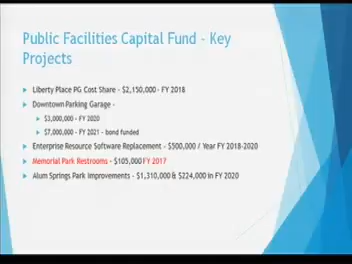 Public Facilities Capital Fund - Key
Projects
Liberty Place PG Cost Share - $2,150,000 - FY 2018
Downtown Parking Garage -
$3,000,000 - FY 2020
$7,000,000 - FY 2021 - bond funded
Enterprise Resource Software Replacement - $500,000 / Year FY 2018-2020
Memorial Park Restrooms - $105,000 FY 2017
Alum Springs Park Improvements - $1,310,000 & $224,000 in FY 2020